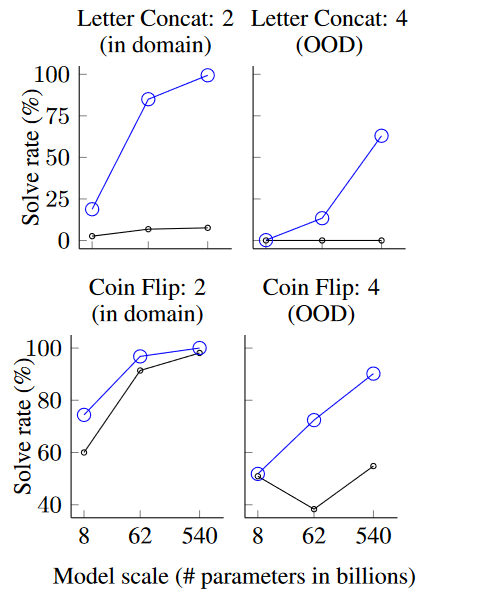 Letter Concat: 2
(in domain)
Letter Concat: 4
(OOD)
Solve rate (%)
100
75
50
25
0
Coin Flip: 2
(in domain)
Coin Flip: 4
(OOD)
Solve rate (%)
100
80
60
40
8 62 540
8 62 540
Model scale (# parameters in billions)